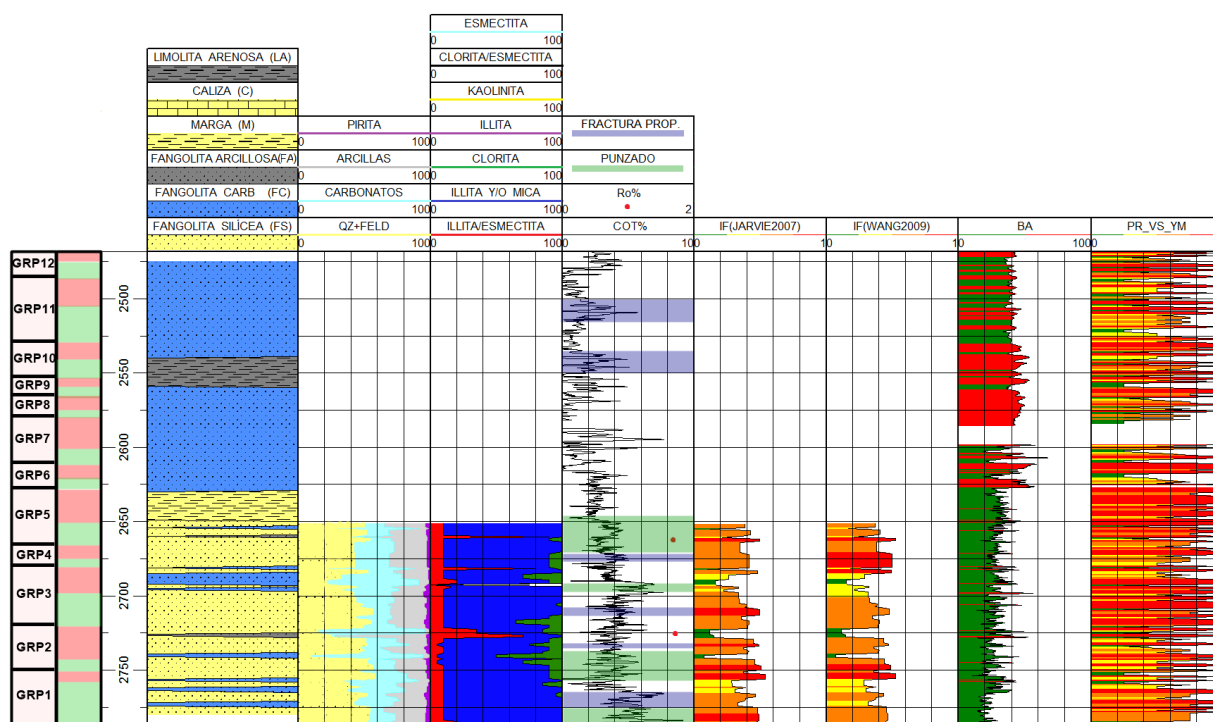 ESMECTITA
0 100
CLORITA/ESMECTITA
0 100
KAOLINITA
0 100
LIMOLITA ARENOSA (LA)
CALIZA (C)
MARGA (M)
FANGOLITA ARCILLOSA(FA)
FANGOLITA CARB (FC)
FANGOLITA SILÍCEA (FS)
PIRITA
0 100
ARCILLAS
0 100
CARBONATOS
0 100
QZ+FELD
ILLITA
0 100
CLORITA
0 100
ILLITA Y/O MICA
0 100
ILLITA/ESMECTITA
FRACTURA PROP.
PUNZADO
Ro%
0 2
COT%
0 10
IF(JARVIE2007)
0 1
IF(WANG2009)
0 1
BA
0 100
PR_VS_YM
0
GRP12
GRP11
GRP10
GRP9
GRP8
GRP7
GRP6
GRP5
GRP4
GRP3
GRP2
GRP1
2500
2550
2600
2650
2700
2750